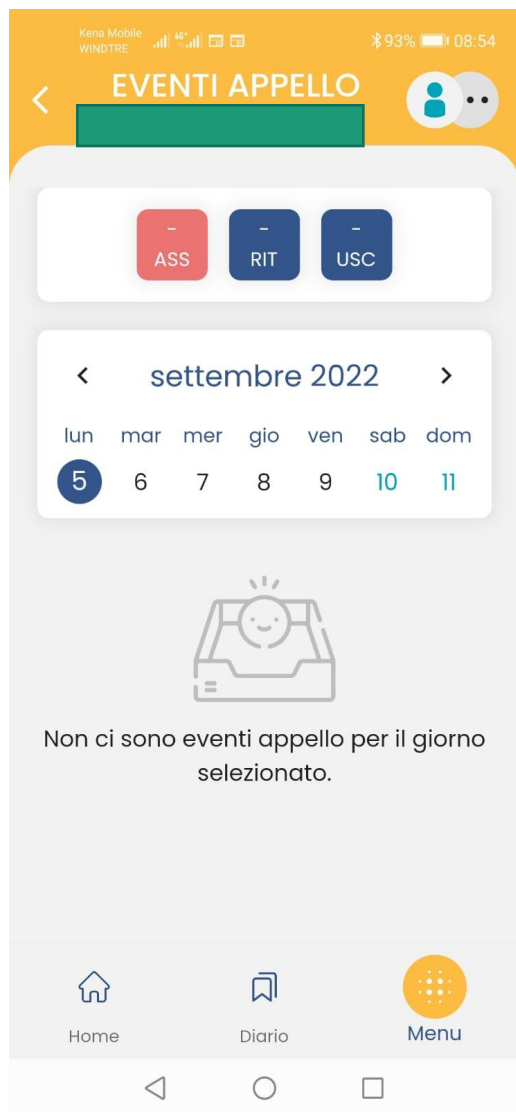 Kena Mobile
WINDTRE
4G+
93% 08:54
EVENTI APPELLO
- - -
ASS RIT USC
settembre 2022
lun mar mer gio ven sab dom
5 6 7 8 9 10 11
Non ci sono eventi appello per il giorno
selezionato.
Home Diario Menu